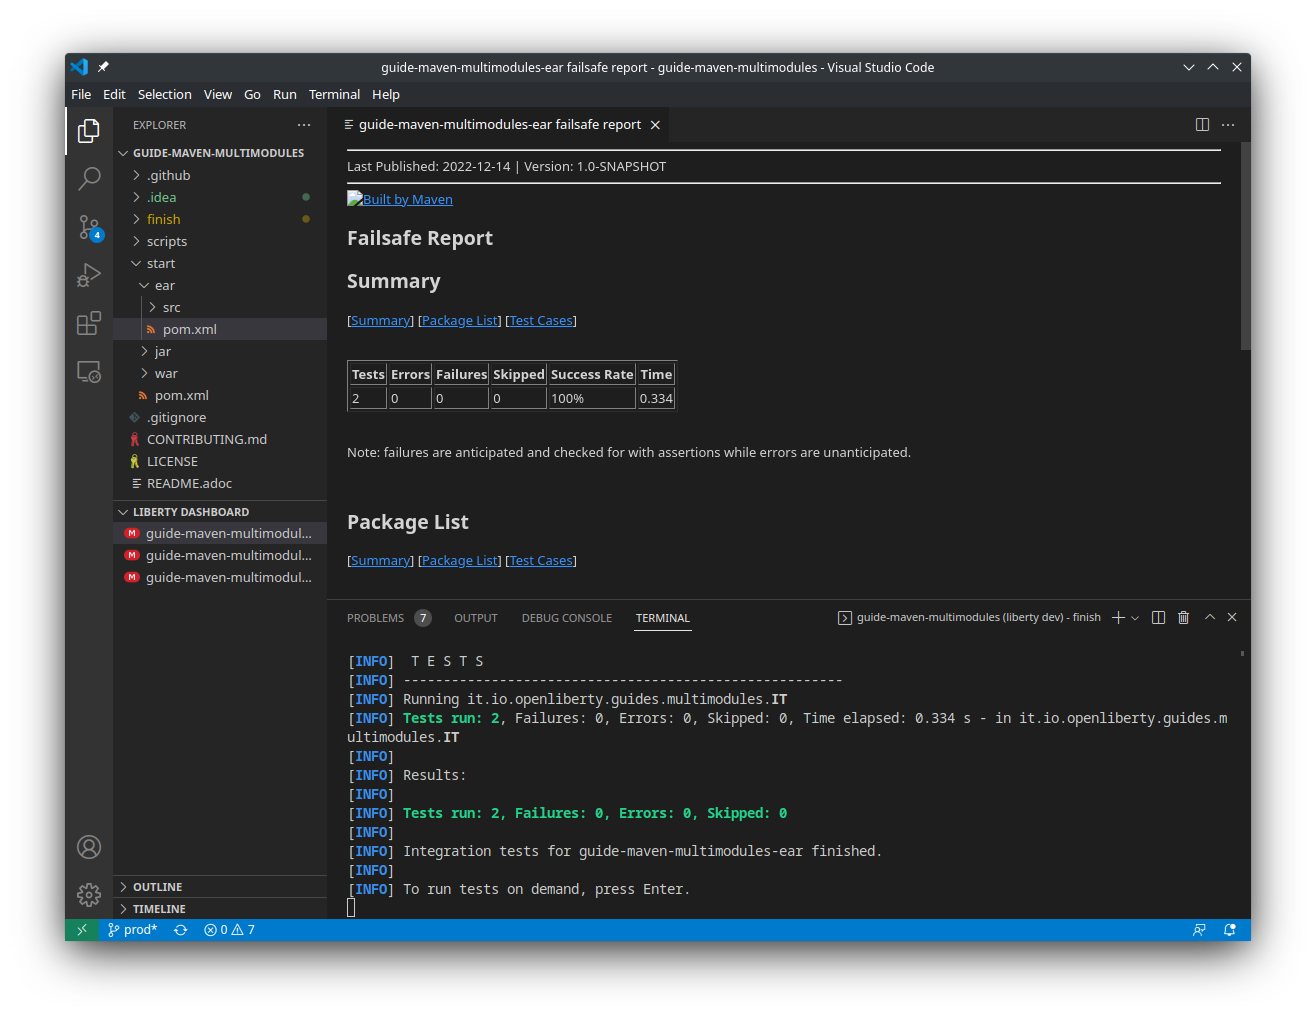 guide-maven-multimodules-ear failsafe report - guide-maven-multimodules - Visual Studio Code
File Edit Selection View Go Run Terminal Help
EXPLORER
GUIDE-MAVEN-MULTIMODULES
.github
.idea
finish
scripts
start
ear
src
pom.xml
jar
war
pom.xml
.gitignore
CONTRIBUTING.md
LICENSE
README.adoc
4
LIBERTY DASHBOARD
M guide-maven-multimodul...
M guide-maven-multimodul...
M guide-maven-multimodul...
OUTLINE
TIMELINE
guide-maven-multimodules-ear failsafe report
Last Published: 2022-12-14 | Version: 1.0-SNAPSHOT
Built by Maven
Failsafe Report
Summary
[Summary] [Package List] [Test Cases]
Tests Errors Failures Skipped Success Rate Time
2 0 0 0 100% 0.334
Note: failures are anticipated and checked for with assertions while errors are unanticipated.
Package List
[Summary] [Package List] [Test Cases]
PROBLEMS 7 OUTPUT DEBUG CONSOLE TERMINAL guide-maven-multimodules (liberty dev) - finish
[INFO]  T E S T S
[INFO] -------------------------------------------------------
[INFO] Running it.io.openliberty.guides.multimodules.IT
[INFO] Tests run: 2, Failures: 0, Errors: 0, Skipped: 0, Time elapsed: 0.334 s - in it.io.openliberty.guides.m
ultimodules.IT
[INFO]
[INFO] Results:
[INFO]
[INFO] Tests run: 2, Failures: 0, Errors: 0, Skipped: 0
[INFO]
[INFO] Integration tests for guide-maven-multimodules-ear finished.
[INFO]
[INFO] To run tests on demand, press Enter.
prod* 0 7